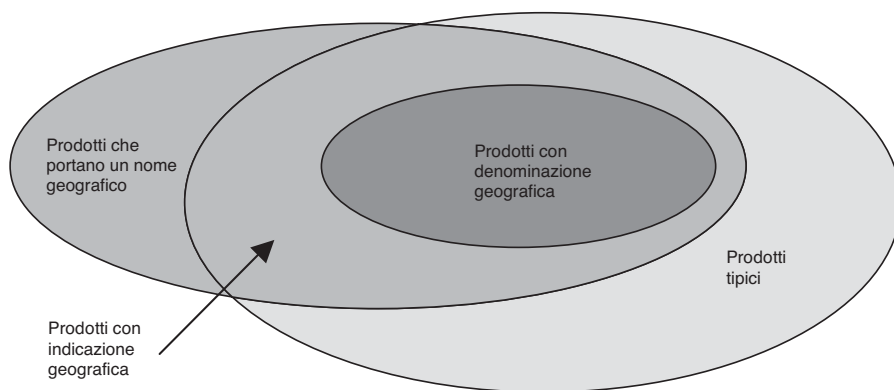 Prodotti che
portano un nome
geografico
Prodotti con
denominazione
geografica
Prodotti
tipici
Prodotti con
indicazione
geografica